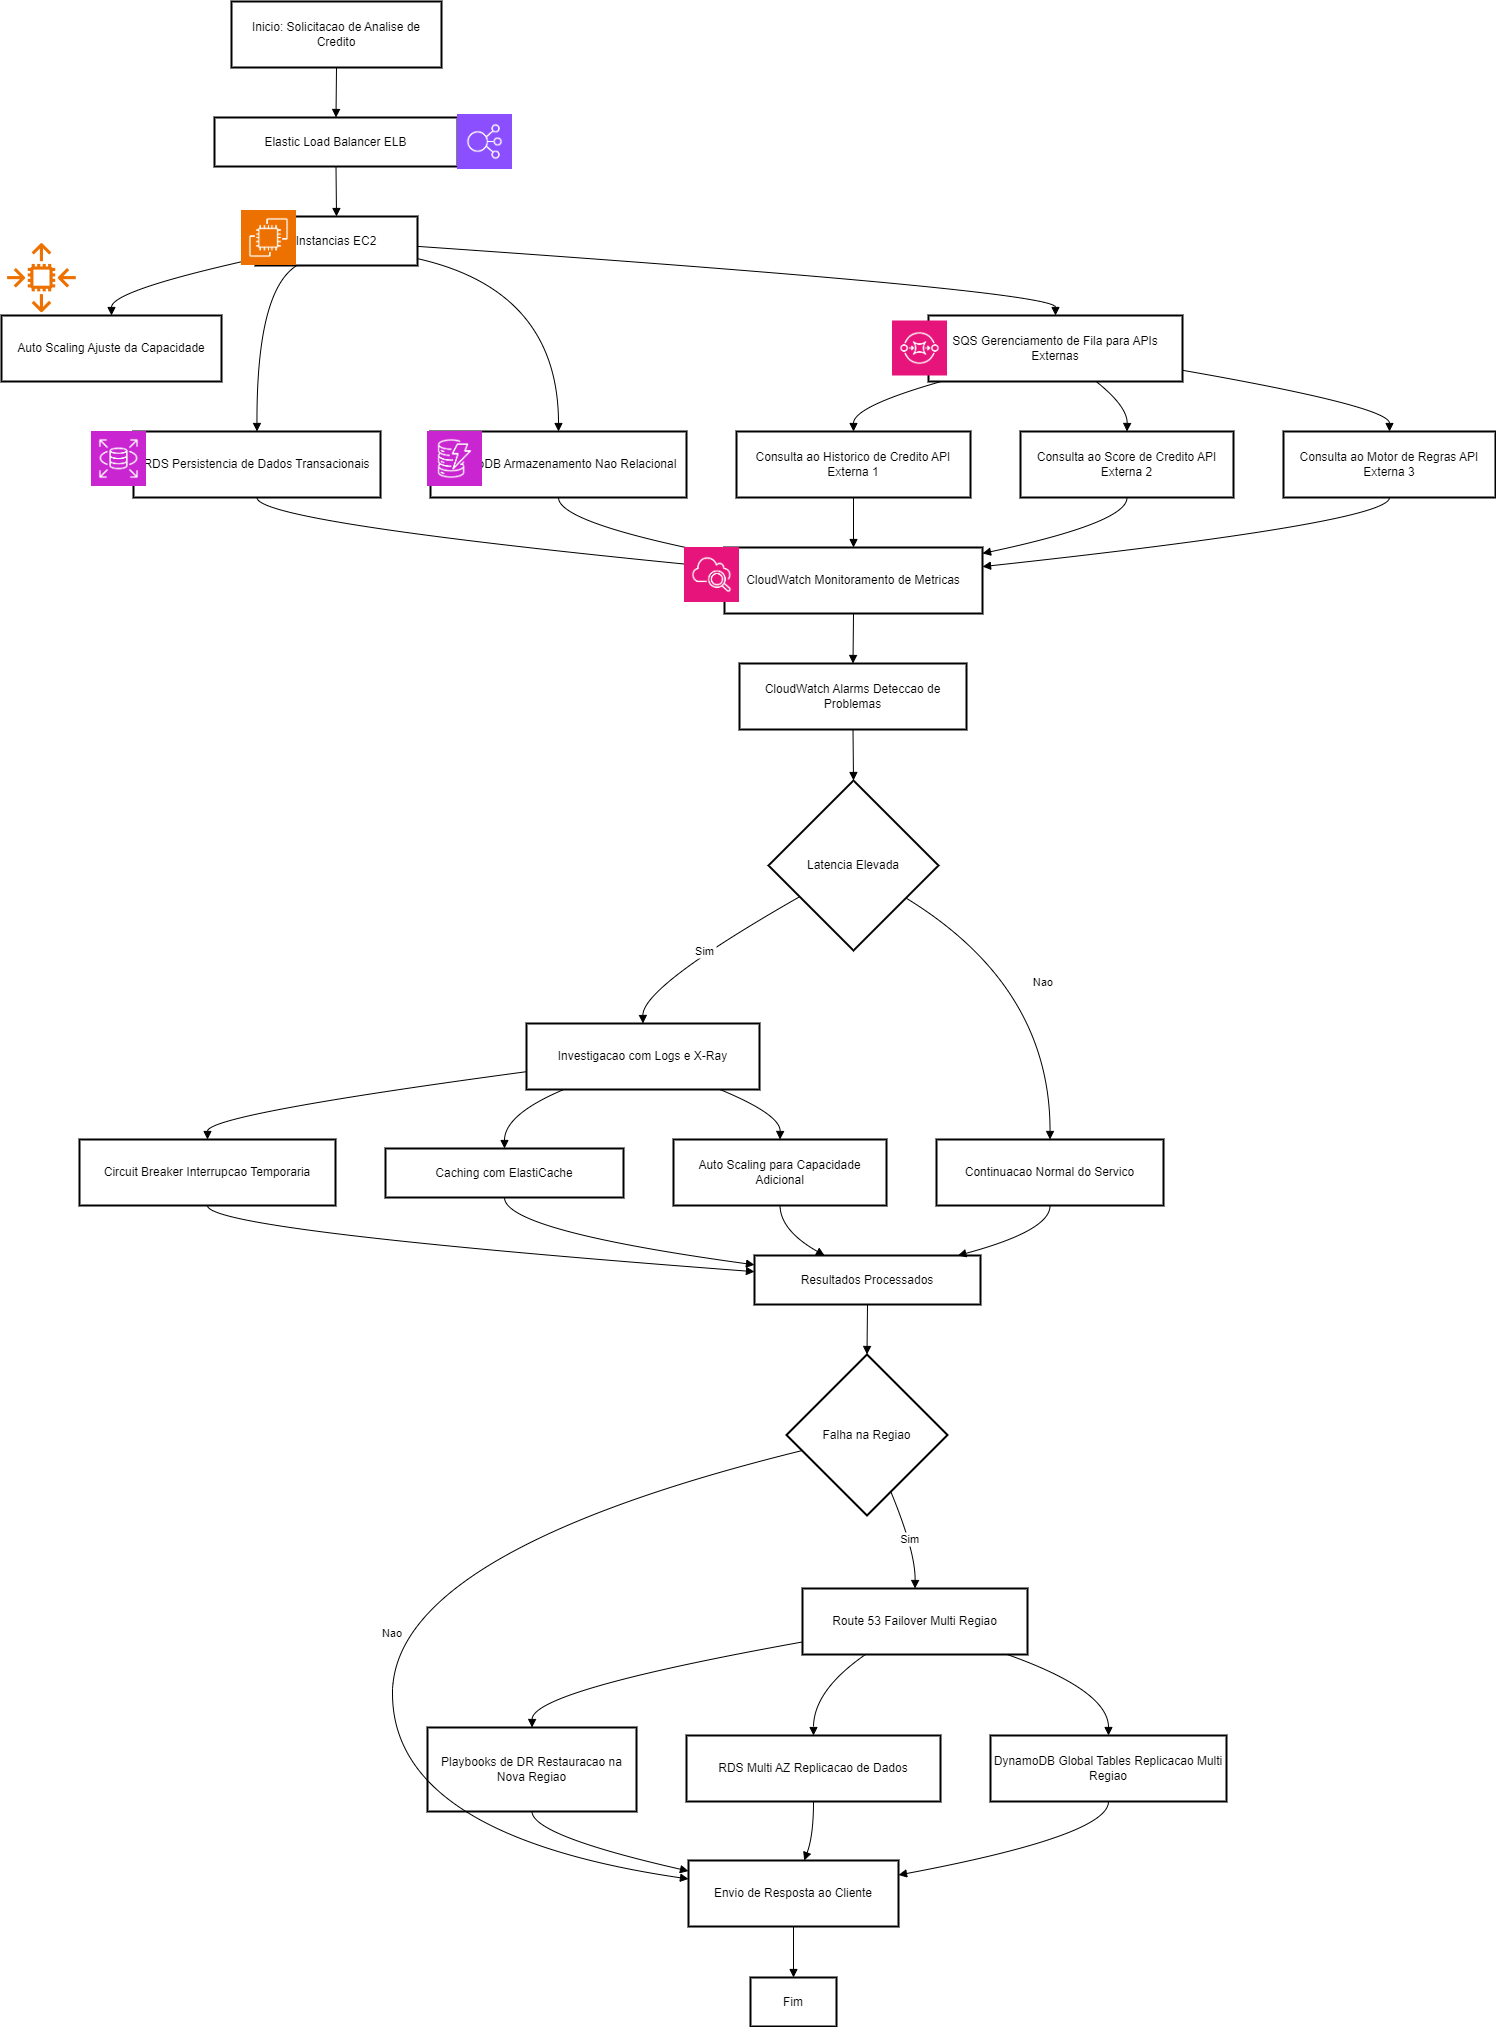 Inicio: Solicitacao de Analise de
Credito
Elastic Load Balancer ELB
Instancias EC2
Auto Scaling Ajuste da Capacidade
SQS Gerenciamento de Fila para APIs
Externas
RDS Persistencia de Dados Transacionais
DB Armazenamento Nao Relacional
Consulta ao Historico de Credito API
Externa 1
Consulta ao Score de Credito API
Externa 2
Consulta ao Motor de Regras API
Externa 3
CloudWatch Monitoramento de Metricas
CloudWatch Alarms Deteccao de
Problemas
Latencia Elevada
Sim
Nao
Investigacao com Logs e X-Ray
Circuit Breaker Interrupcao Temporaria
Caching com ElastiCache
Auto Scaling para Capacidade
Adicional
Continuacao Normal do Servico
Resultados Processados
Falha na Regiao
Sim
Nao
Route 53 Failover Multi Regiao
Playbooks de DR Restauracao na
Nova Regiao
RDS Multi AZ Replicacao de Dados
DynamoDB Global Tables Replicacao Multi
Regiao
Envio de Resposta ao Cliente
Fim